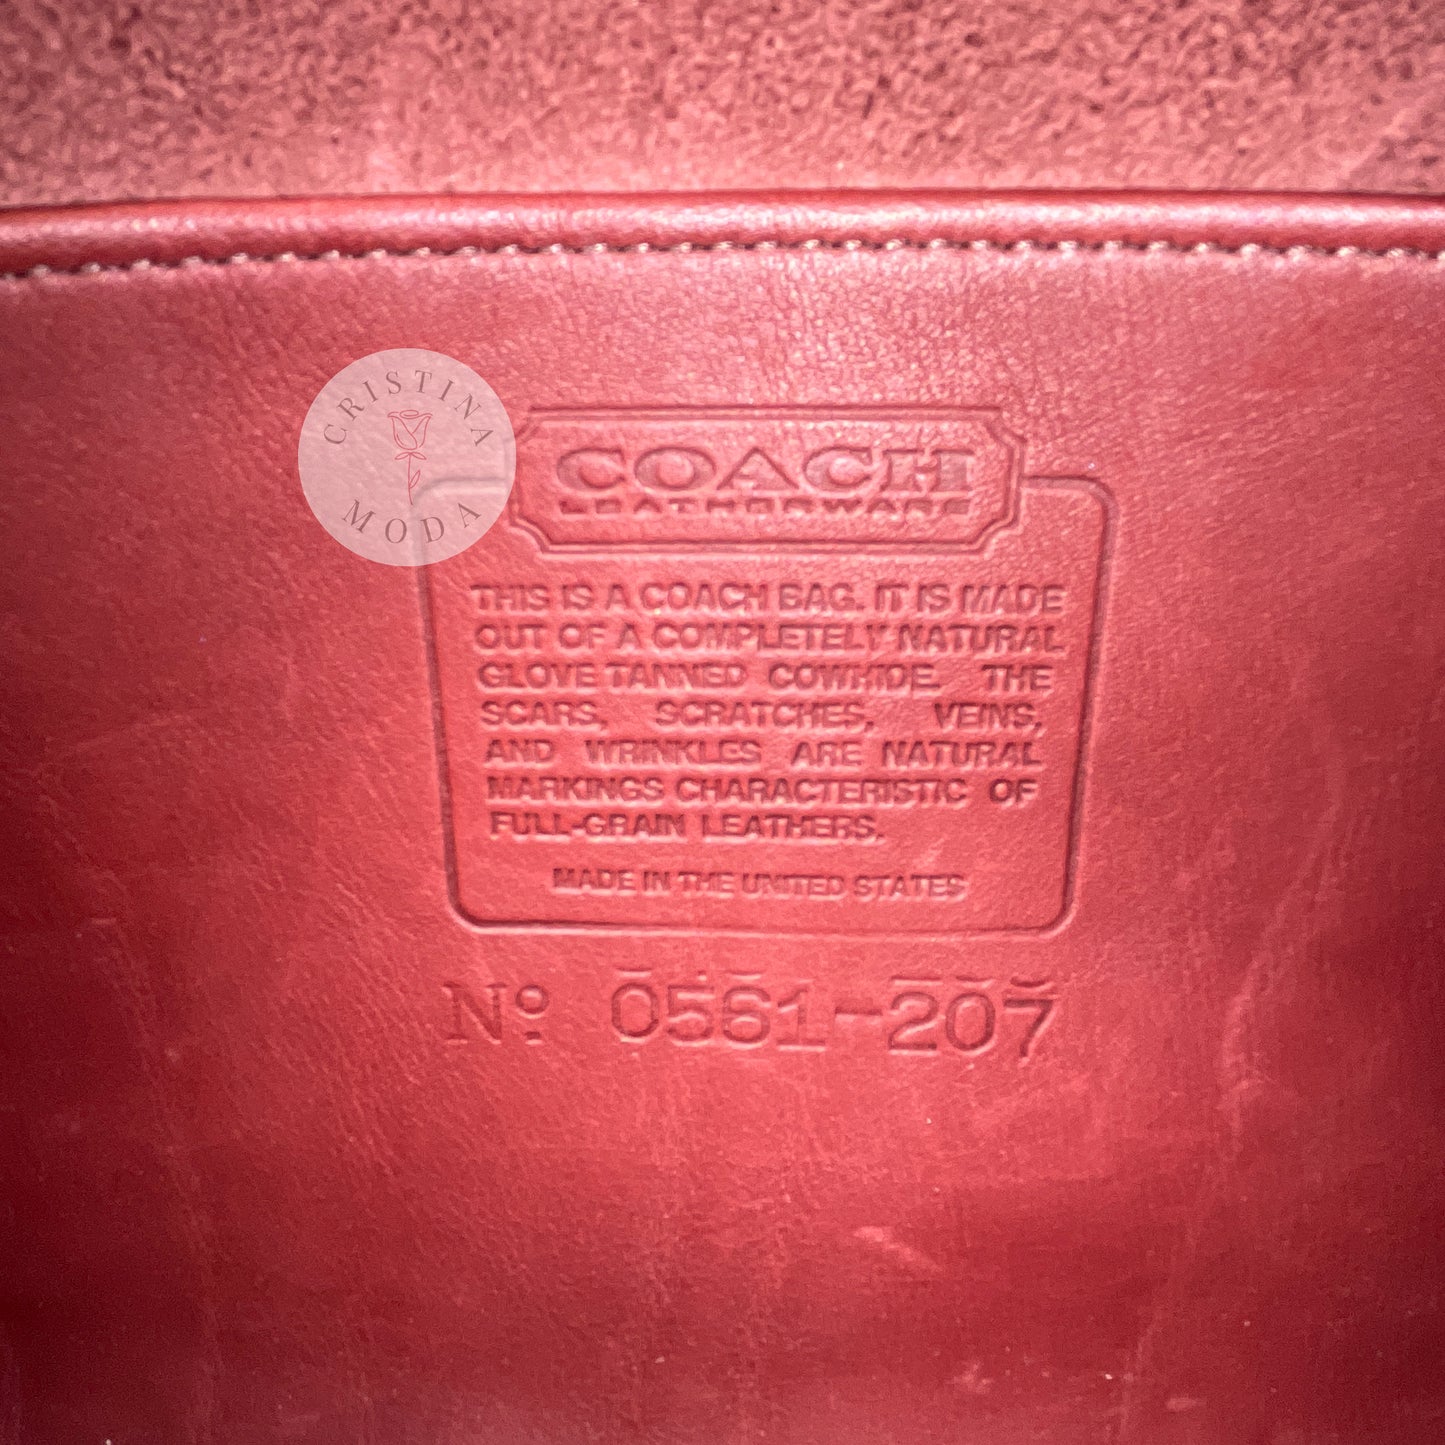 CRISTINA
MODA
COACH
LEATHERWARE
THIS IS A COACH BAG. IT IS MADE
OUT OF A COMPLETELY NATURAL
GLOVE TANNED COWHIDE. THE
SCARS, SCRATCHES, VEINS,
AND WRINKLES ARE NATURAL
MARKINGS CHARACTERISTIC OF
FULL-GRAIN LEATHERS.
MADE IN THE UNITED STATES
Nº: 0561-207